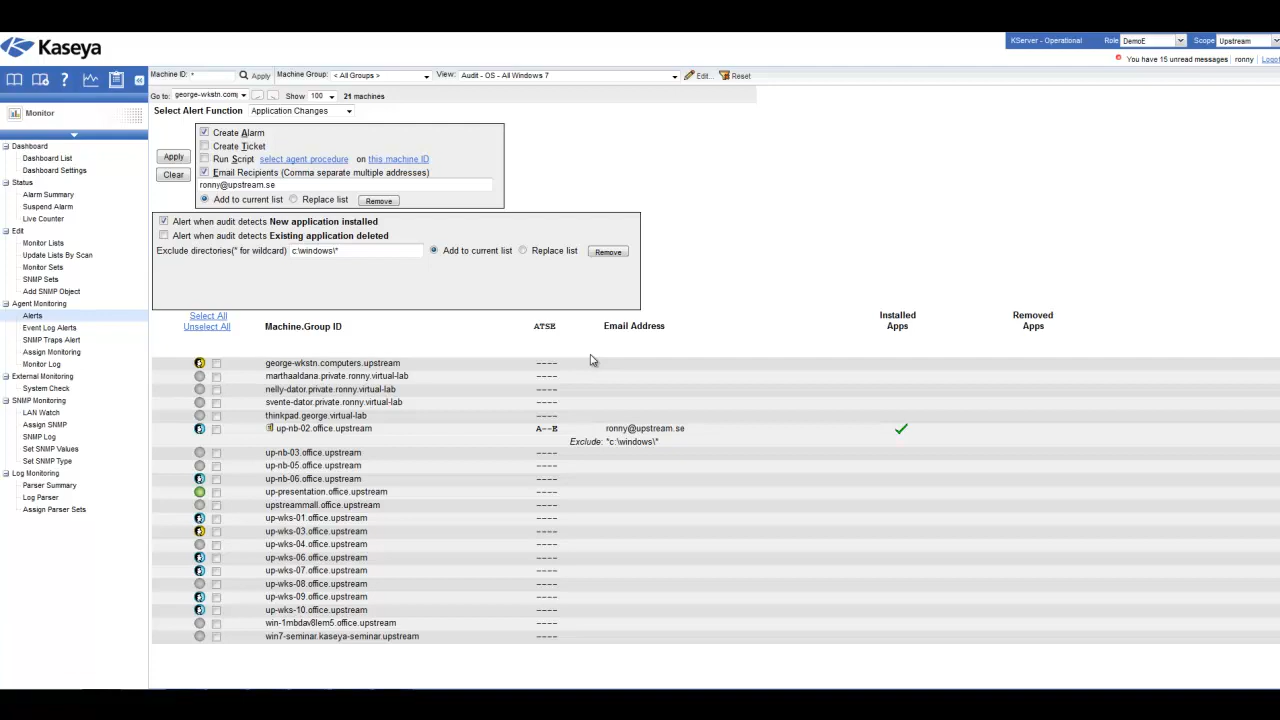 Kaseya
KServer - Operational Role DemoE Scope Upstream
You have 15 unread messages ronny Logof
Machine ID: * Apply Machine Group: < All Groups > View: Audit - OS - All Windows 7 Edit... Reset
Go to: george-wkstn.com Show 100 21 machines
Select Alert Function Application Changes
Create Alarm
Create Ticket
Run Script select agent procedure on this machine ID
Email Recipients (Comma separate multiple addresses)
ronny@upstream.se
Add to current list Replace list Remove
Apply
Clear
Alert when audit detects New application installed
Alert when audit detects Existing application deleted
Exclude directories(* for wildcard) c:\windows\* Add to current list Replace list Remove
Monitor
Dashboard
Dashboard List
Dashboard Settings
Status
Alarm Summary
Suspend Alarm
Live Counter
Edit
Monitor Lists
Update Lists By Scan
Monitor Sets
SNMP Sets
Add SNMP Object
Agent Monitoring
Alerts
Event Log Alerts
SNMP Traps Alert
Assign Monitoring
Monitor Log
External Monitoring
System Check
SNMP Monitoring
LAN Watch
Assign SNMP
SNMP Log
Set SNMP Values
Set SNMP Type
Log Monitoring
Parser Summary
Log Parser
Assign Parser Sets
Select All
Unselect All
Machine.Group ID ATSE Email Address Installed Apps Removed Apps
george-wkstn.computers.upstream ----
marthaaldana.private.ronny.virtual-lab ----
nelly-dator.private.ronny.virtual-lab ----
svente-dator.private.ronny.virtual-lab ----
thinkpad.george.virtual-lab ----
up-nb-02.office.upstream A--E ronny@upstream.se
Exclude: *c:\windows\*
up-nb-03.office.upstream ----
up-nb-05.office.upstream ----
up-nb-06.office.upstream ----
up-presentation.office.upstream ----
upstreammall.office.upstream ----
up-wks-01.office.upstream ----
up-wks-03.office.upstream ----
up-wks-04.office.upstream ----
up-wks-06.office.upstream ----
up-wks-07.office.upstream ----
up-wks-08.office.upstream ----
up-wks-09.office.upstream ----
up-wks-10.office.upstream ----
win-1mbdav8lem5.office.upstream ----
win7-seminar.kaseya-seminar.upstream ----